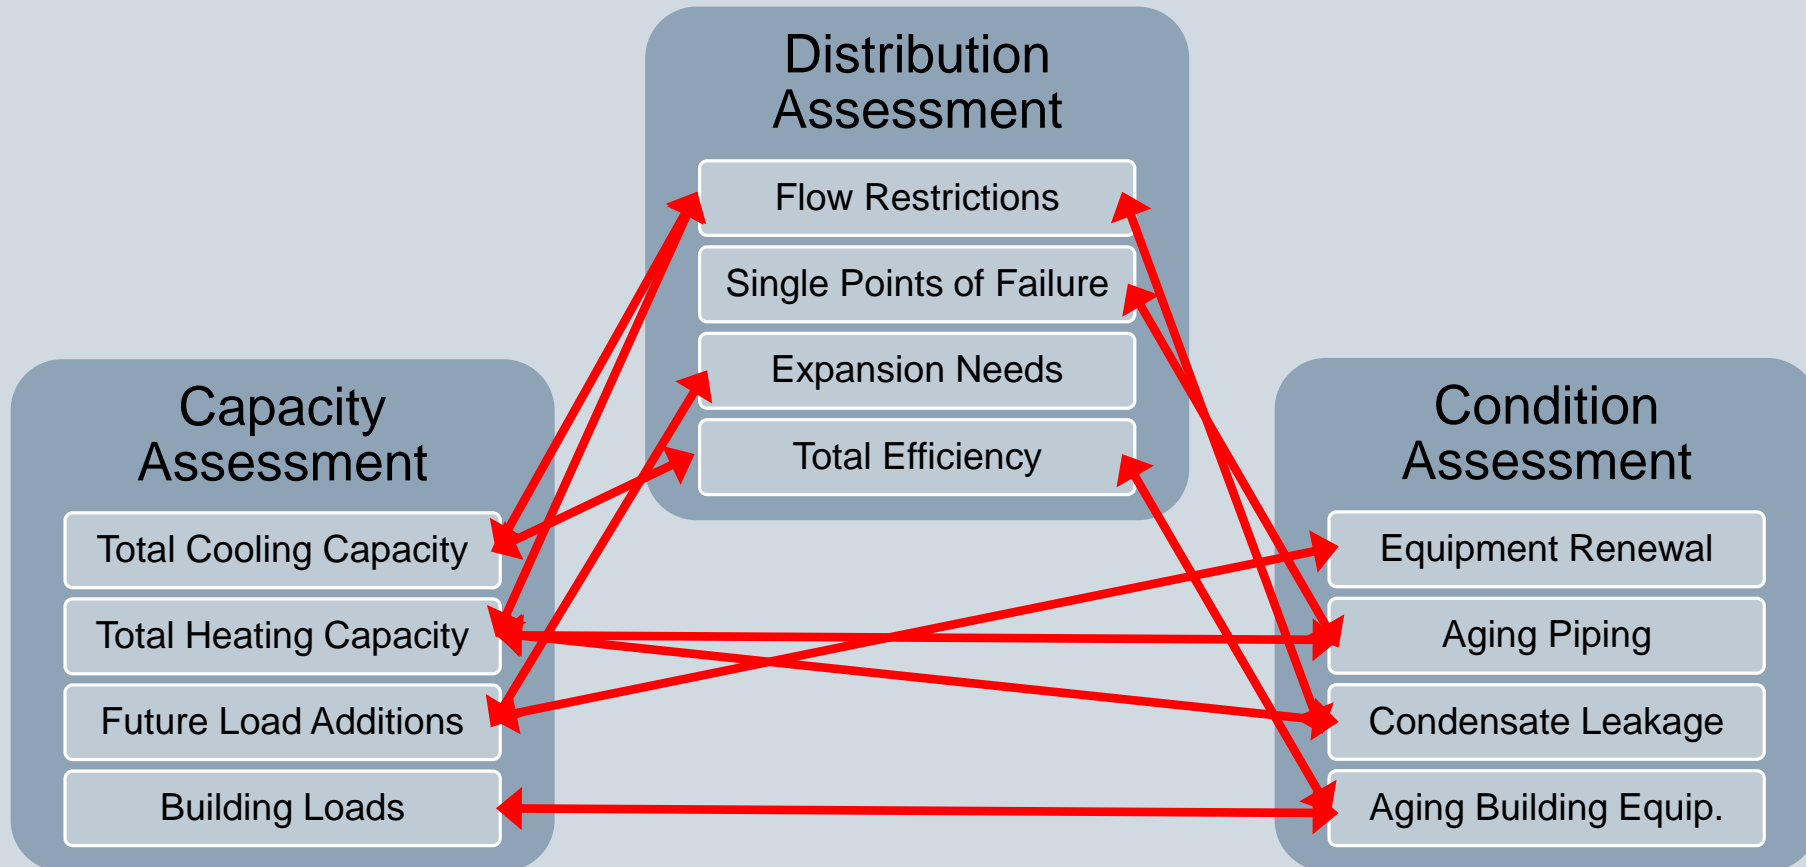 Distribution
Assessment
Flow Restrictions
Single Points of Failure
Expansion Needs
Total Efficiency
Capacity
Assessment
Total Cooling Capacity
Total Heating Capacity
Future Load Additions
Building Loads
Condition
Assessment
Equipment Renewal
Aging Piping
Condensate Leakage
Aging Building Equip.